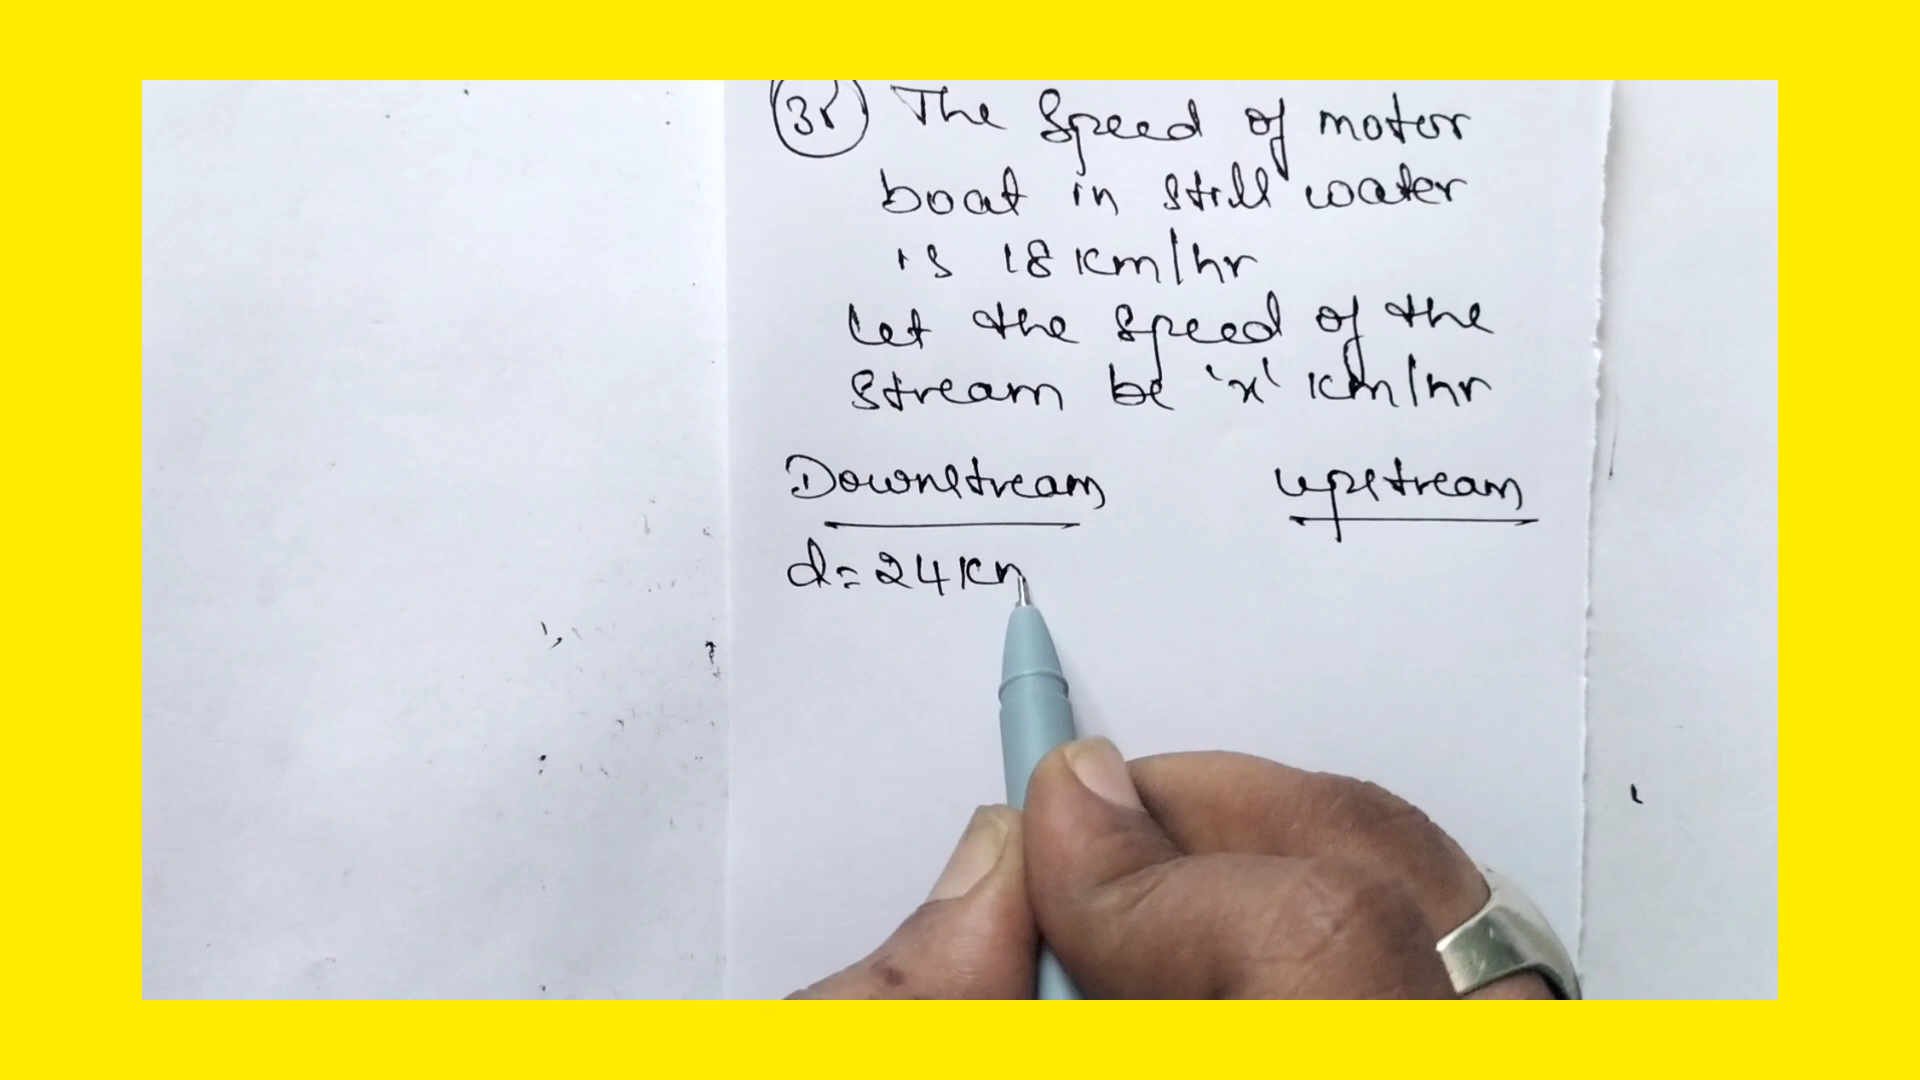 The Speed of motor
boat in still water
is 18 Km/hr
Let the speed of the
stream be 'x' Km/hr
Downstream upstream
d = 24 Km